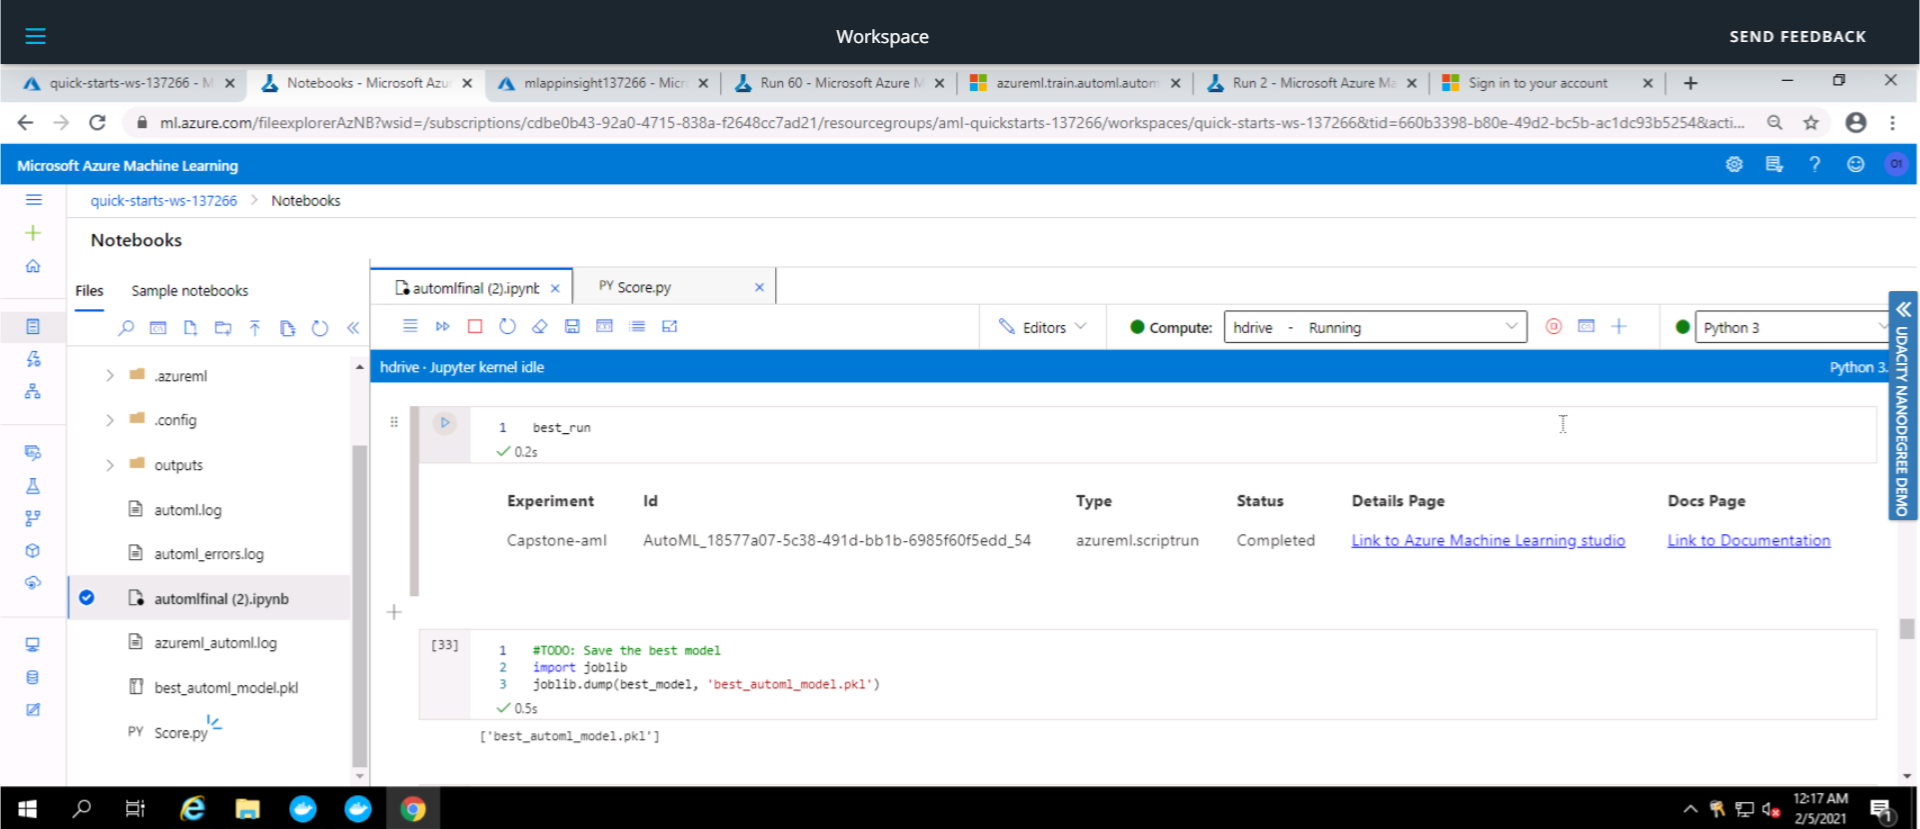 Workspace
SEND FEEDBACK
quick-starts-ws-137266 - M
Notebooks - Microsoft Azu
mlappinsight137266 - Micr
Run 60 - Microsoft Azure M
azureml.train.automl.autom
Run 2 - Microsoft Azure Ma
Sign in to your account
ml.azure.com/fileexplorerAzNB?wsid=/subscriptions/cdbe0b43-92a0-4715-838a-f2648cc7ad21/resourcegroups/aml-quickstarts-137266/workspaces/quick-starts-ws-137266&tid=660b3398-b80e-49d2-bc5b-ac1dc93b5254&acti...
Microsoft Azure Machine Learning
?
01
quick-starts-ws-137266 > Notebooks
Notebooks
Files
Sample notebooks
automlfinal (2).ipynb
PY Score.py
Editors
Compute:
hdrive - Running
Python 3
hdrive · Jupyter kernel idle
Python 3.
UDACITY NANODEGREE DEMO
.azureml
.config
outputs
automl.log
automl_errors.log
automlfinal (2).ipynb
azureml_automl.log
best_automl_model.pkl
PY Score.py
1 best_run
0.2s
Experiment Id Type Status Details Page Docs Page
Capstone-aml AutoML_18577a07-5c38-491d-bb1b-6985f60f5edd_54 azureml.scriptrun Completed Link to Azure Machine Learning studio Link to Documentation
[33]
1 #TODO: Save the best model
2 import joblib
3 joblib.dump(best_model, 'best_automl_model.pkl')
0.5s
['best_automl_model.pkl']
12:17 AM
2/5/2021
1